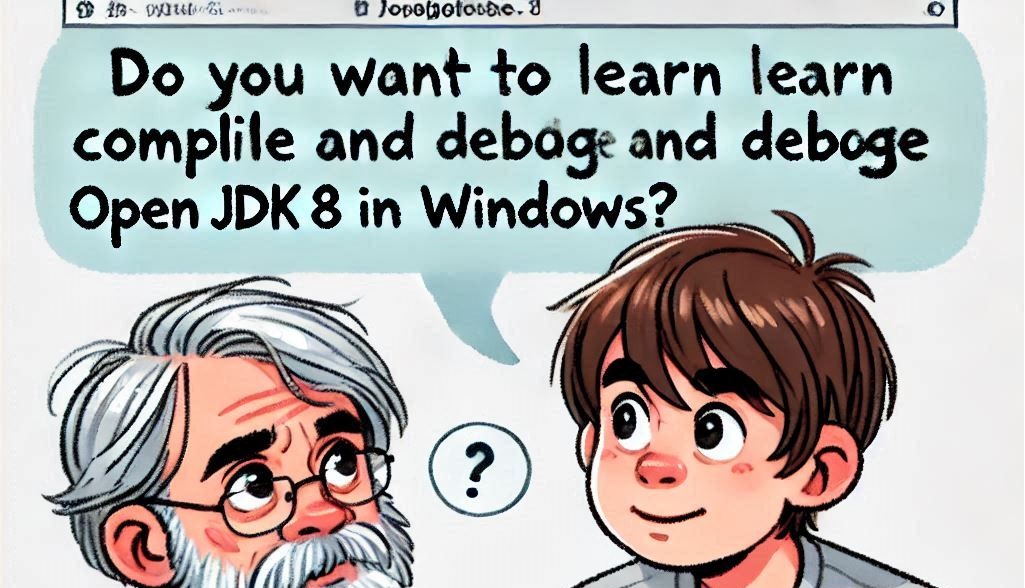 Do you want to learn learn
complile and deboge and deboge
Open JDK 8 in Windows?
?